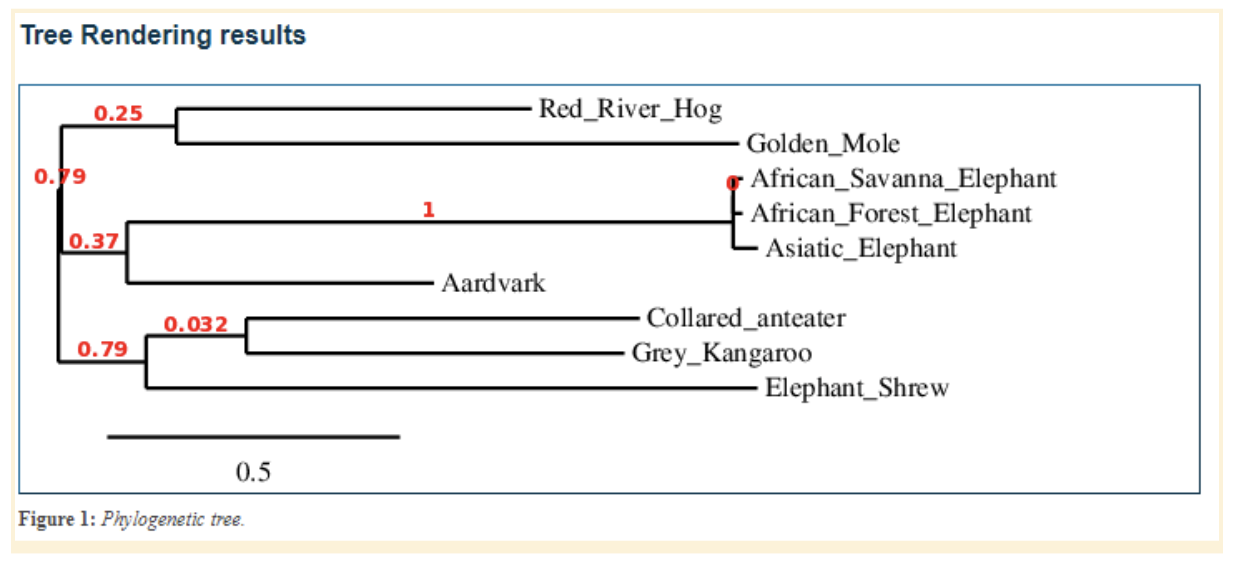 Tree Rendering results
0.25
Red_River_Hog
Golden_Mole
0.79
0
African_Savanna_Elephant
1
African_Forest_Elephant
0.37
Asiatic_Elephant
Aardvark
0.032
Collared_anteater
0.79
Grey_Kangaroo
Elephant_Shrew
0.5
Figure 1: Phylogenetic tree.